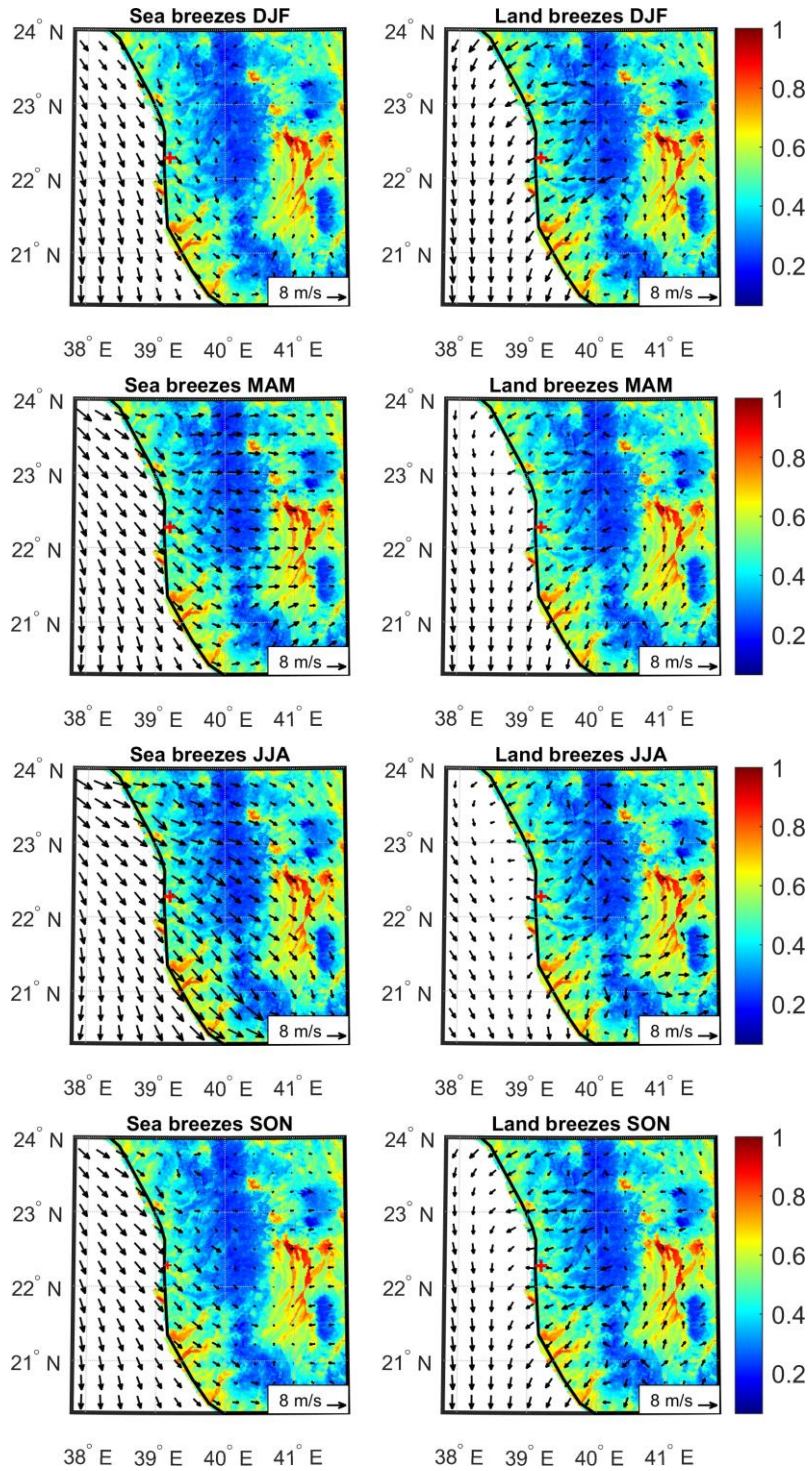 Sea breezes DJF Land breezes DJF
24° N 1
23° N 0.8
22° N 0.6
21° N 0.4
0.2
8 m/s 8 m/s
38° E 39° E 40° E 41° E 38° E 39° E 40° E 41° E
Sea breezes MAM Land breezes MAM
24° N 1
23° N 0.8
22° N 0.6
21° N 0.4
0.2
8 m/s 8 m/s
38° E 39° E 40° E 41° E 38° E 39° E 40° E 41° E
Sea breezes JJA Land breezes JJA
24° N 1
23° N 0.8
22° N 0.6
21° N 0.4
0.2
8 m/s 8 m/s
38° E 39° E 40° E 41° E 38° E 39° E 40° E 41° E
Sea breezes SON Land breezes SON
24° N 1
23° N 0.8
22° N 0.6
21° N 0.4
0.2
8 m/s 8 m/s
38° E 39° E 40° E 41° E 38° E 39° E 40° E 41° E